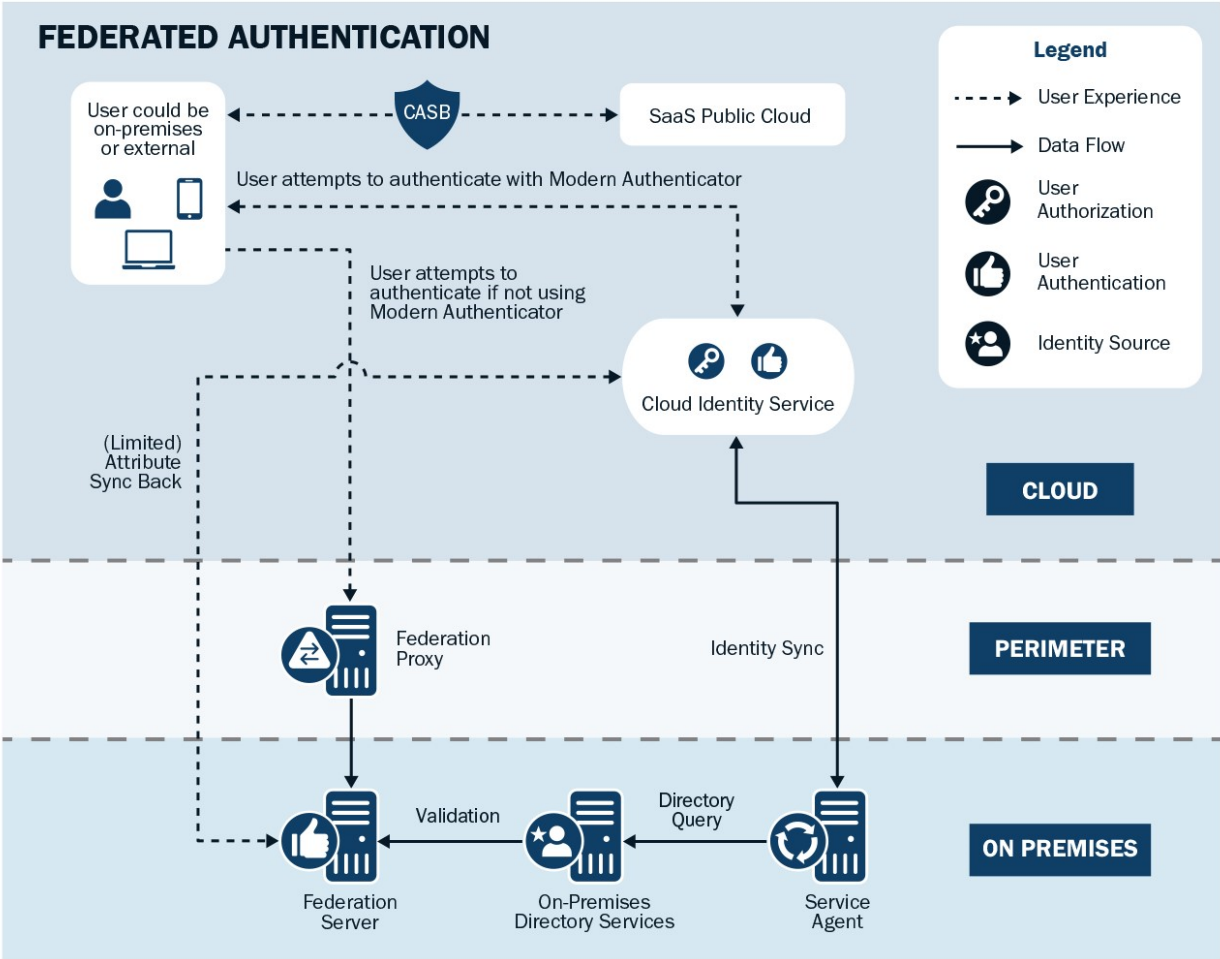 FEDERATED AUTHENTICATION
User could be
on-premises
or external
CASB
SaaS Public Cloud
User attempts to authenticate with Modern Authenticator
User attempts to
authenticate if not using
Modern Authenticator
Cloud Identity Service
(Limited)
Attribute
Sync Back
Legend
User Experience
Data Flow
User
Authorization
User
Authentication
Identity Source
CLOUD
Federation
Proxy
Identity Sync
PERIMETER
Validation
Directory
Query
Federation
Server
On-Premises
Directory Services
Service
Agent
ON PREMISES